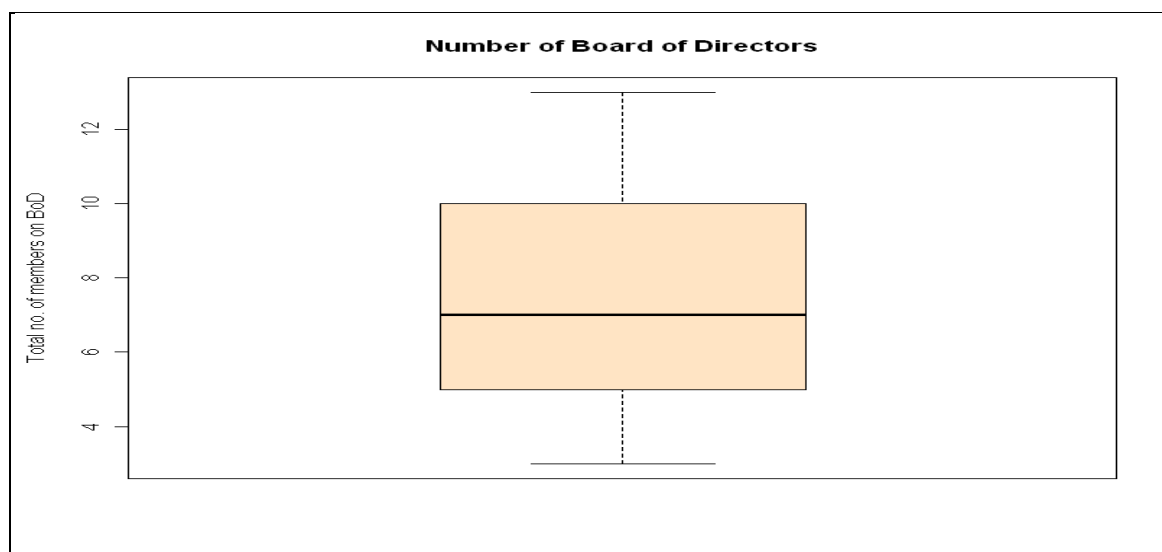 Number of Board of Directors
Total no. of members on BoD
12
10
8
6
4